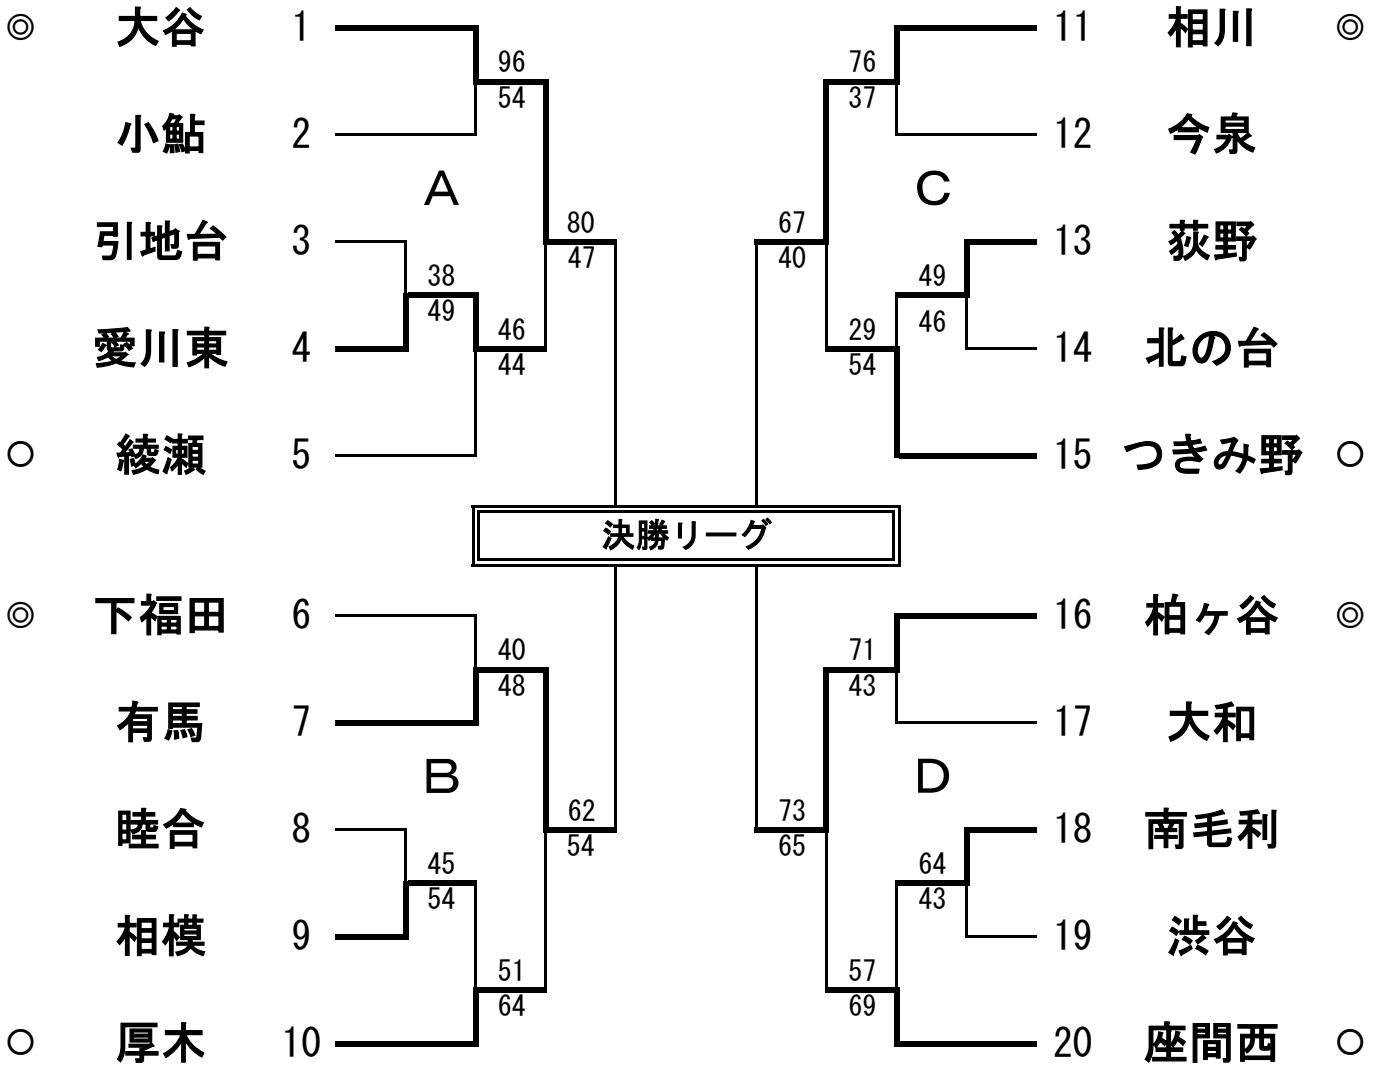 ◎ 大谷 1
96
54
小鮎 2
A
引地台 3
80
47
38
49
愛川東 4
46
44
○ 綾瀬 5
11 相川 ◎
76
37
12 今泉
C
13 荻野
67
40
49
46
14 北の台
29
54
15 つきみ野 ○
決勝リーグ
◎ 下福田 6
40
48
有馬 7
B
睦合 8
62
54
45
54
相模 9
51
64
○ 厚木 10
16 柏ヶ谷 ◎
71
43
17 大和
D
18 南毛利
73
65
64
43
19 渋谷
57
69
20 座間西 ○